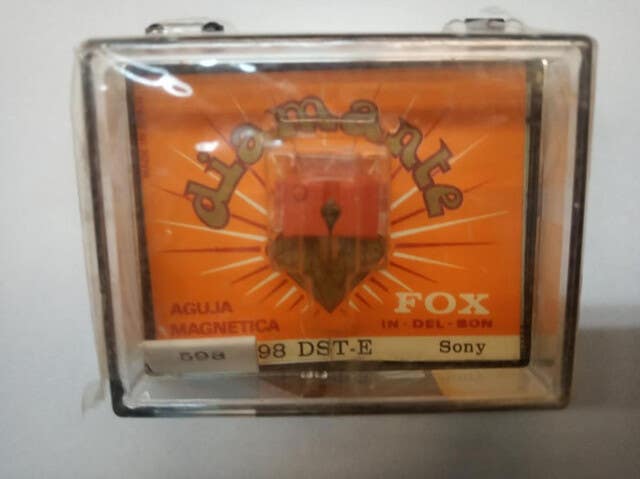 diamante
AGUJA
MAGNETICA
FOX
IN-DEL-SON
598
98 DST-E Sony